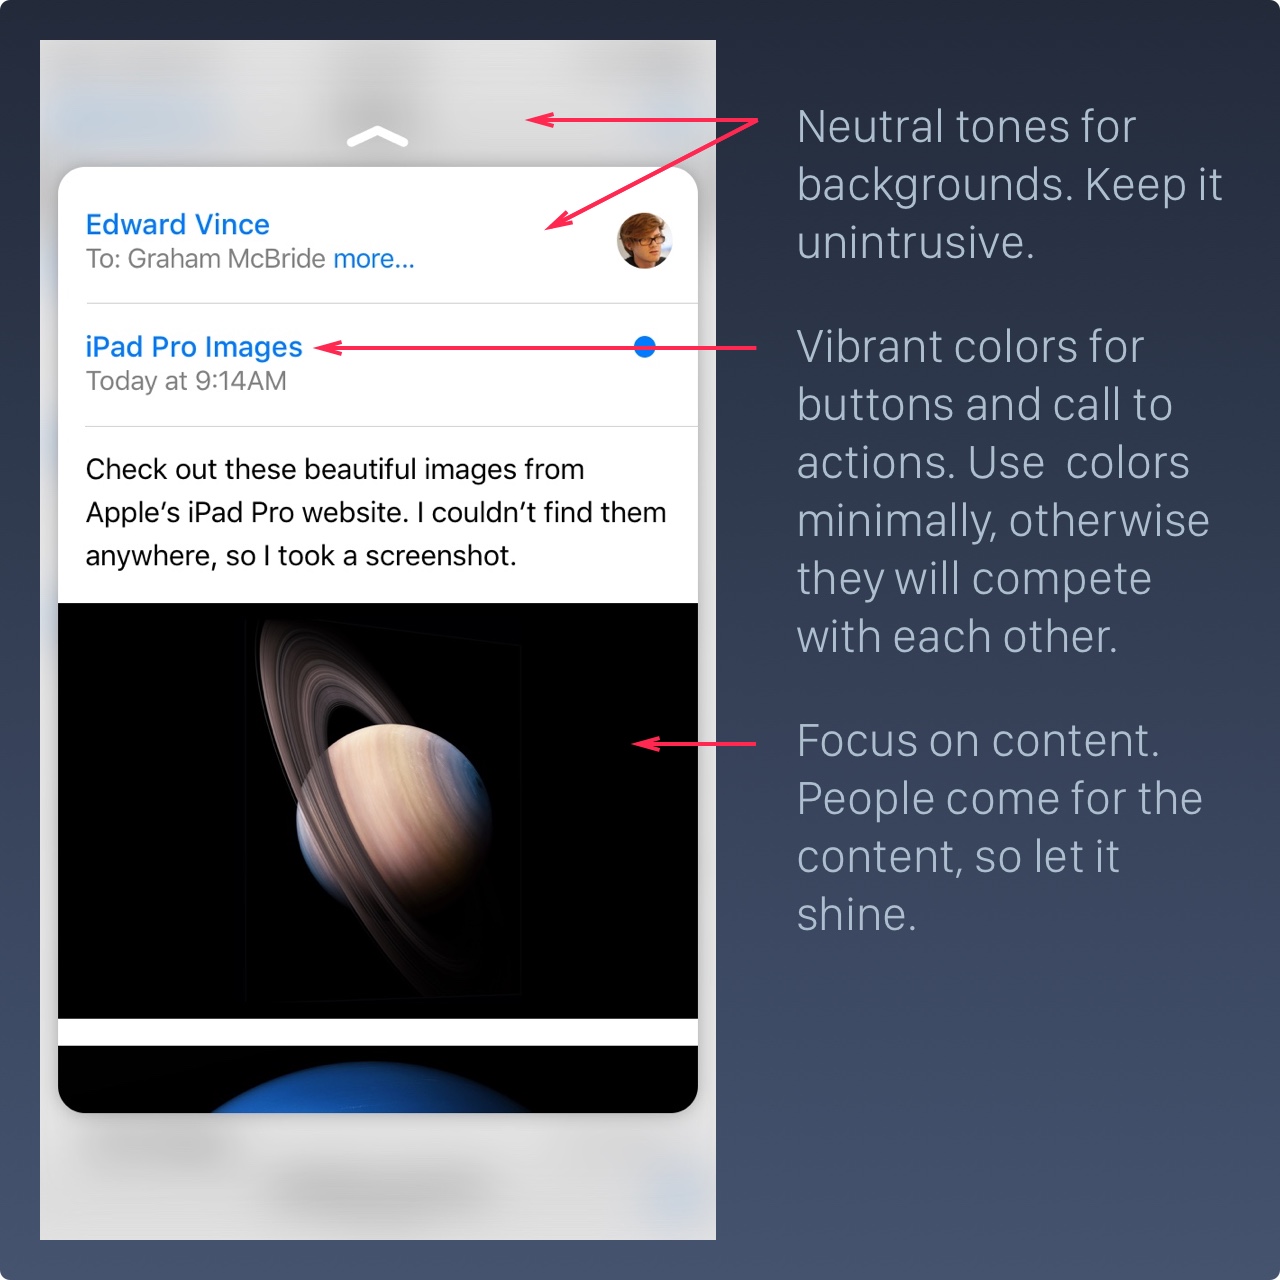 Edward Vince
To: Graham McBride more...
iPad Pro Images
Today at 9:14AM
Check out these beautiful images from
Apple’s iPad Pro website. I couldn’t find them
anywhere, so I took a screenshot.
Neutral tones for
backgrounds. Keep it
unintrusive.
Vibrant colors for
buttons and call to
actions. Use  colors
minimally, otherwise
they will compete
with each other.
Focus on content.
People come for the
content, so let it
shine.